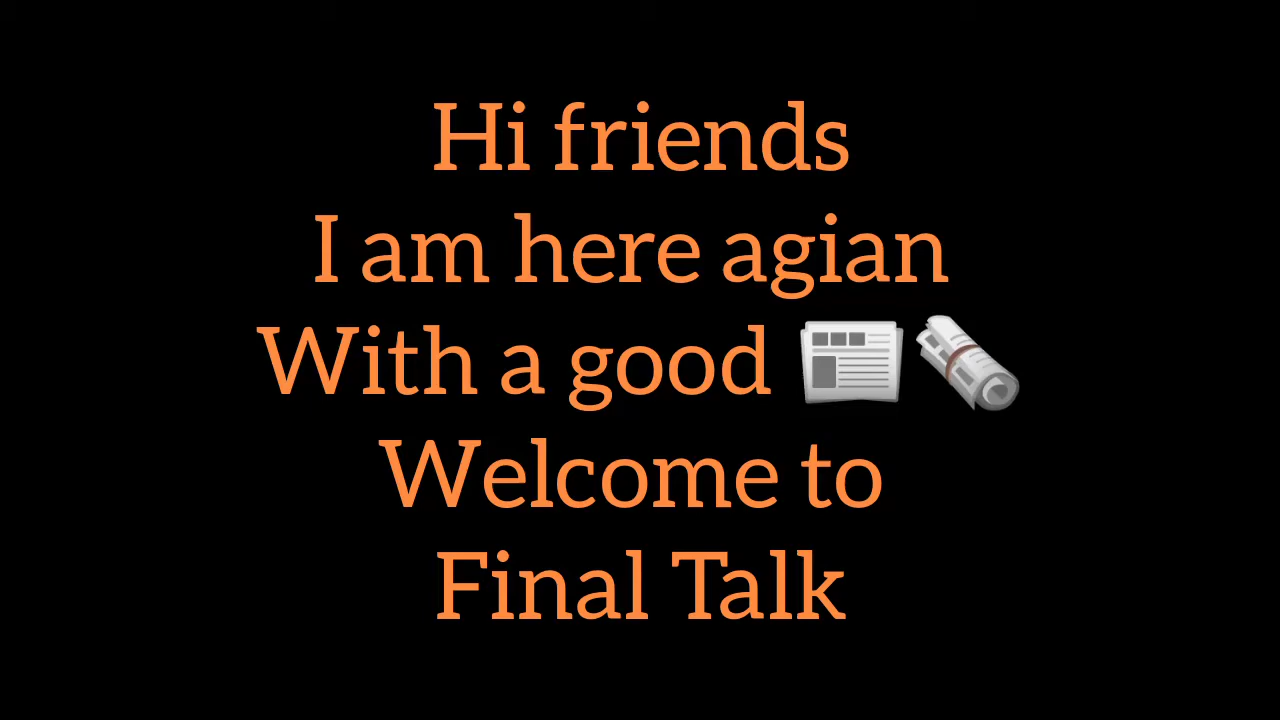 Hi friends
I am here agian
With a good 📰🗞️
Welcome to
Final Talk